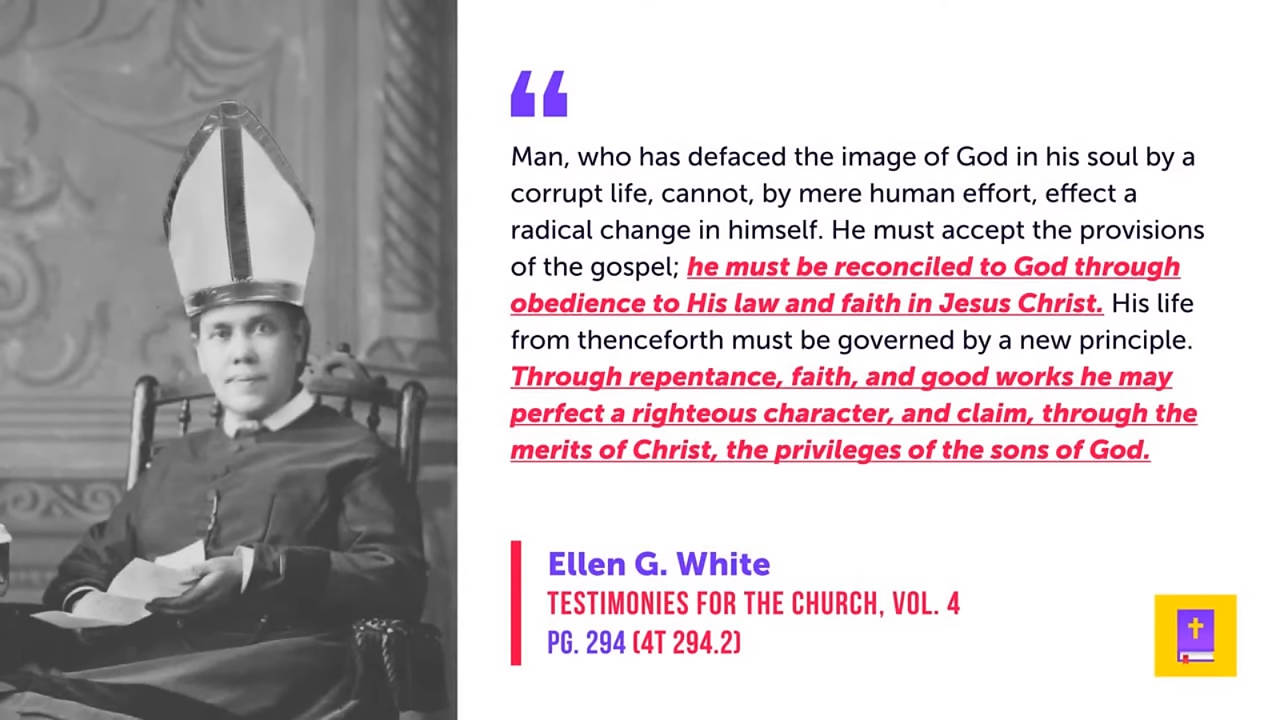 “
Man, who has defaced the image of God in his soul by a
corrupt life, cannot, by mere human effort, effect a
radical change in himself. He must accept the provisions
of the gospel; he must be reconciled to God through
obedience to His law and faith in Jesus Christ. His life
from thenceforth must be governed by a new principle.
Through repentance, faith, and good works he may
perfect a righteous character, and claim, through the
merits of Christ, the privileges of the sons of God.
Ellen G. White
TESTIMONIES FOR THE CHURCH, VOL. 4
PG. 294 (4T 294.2)